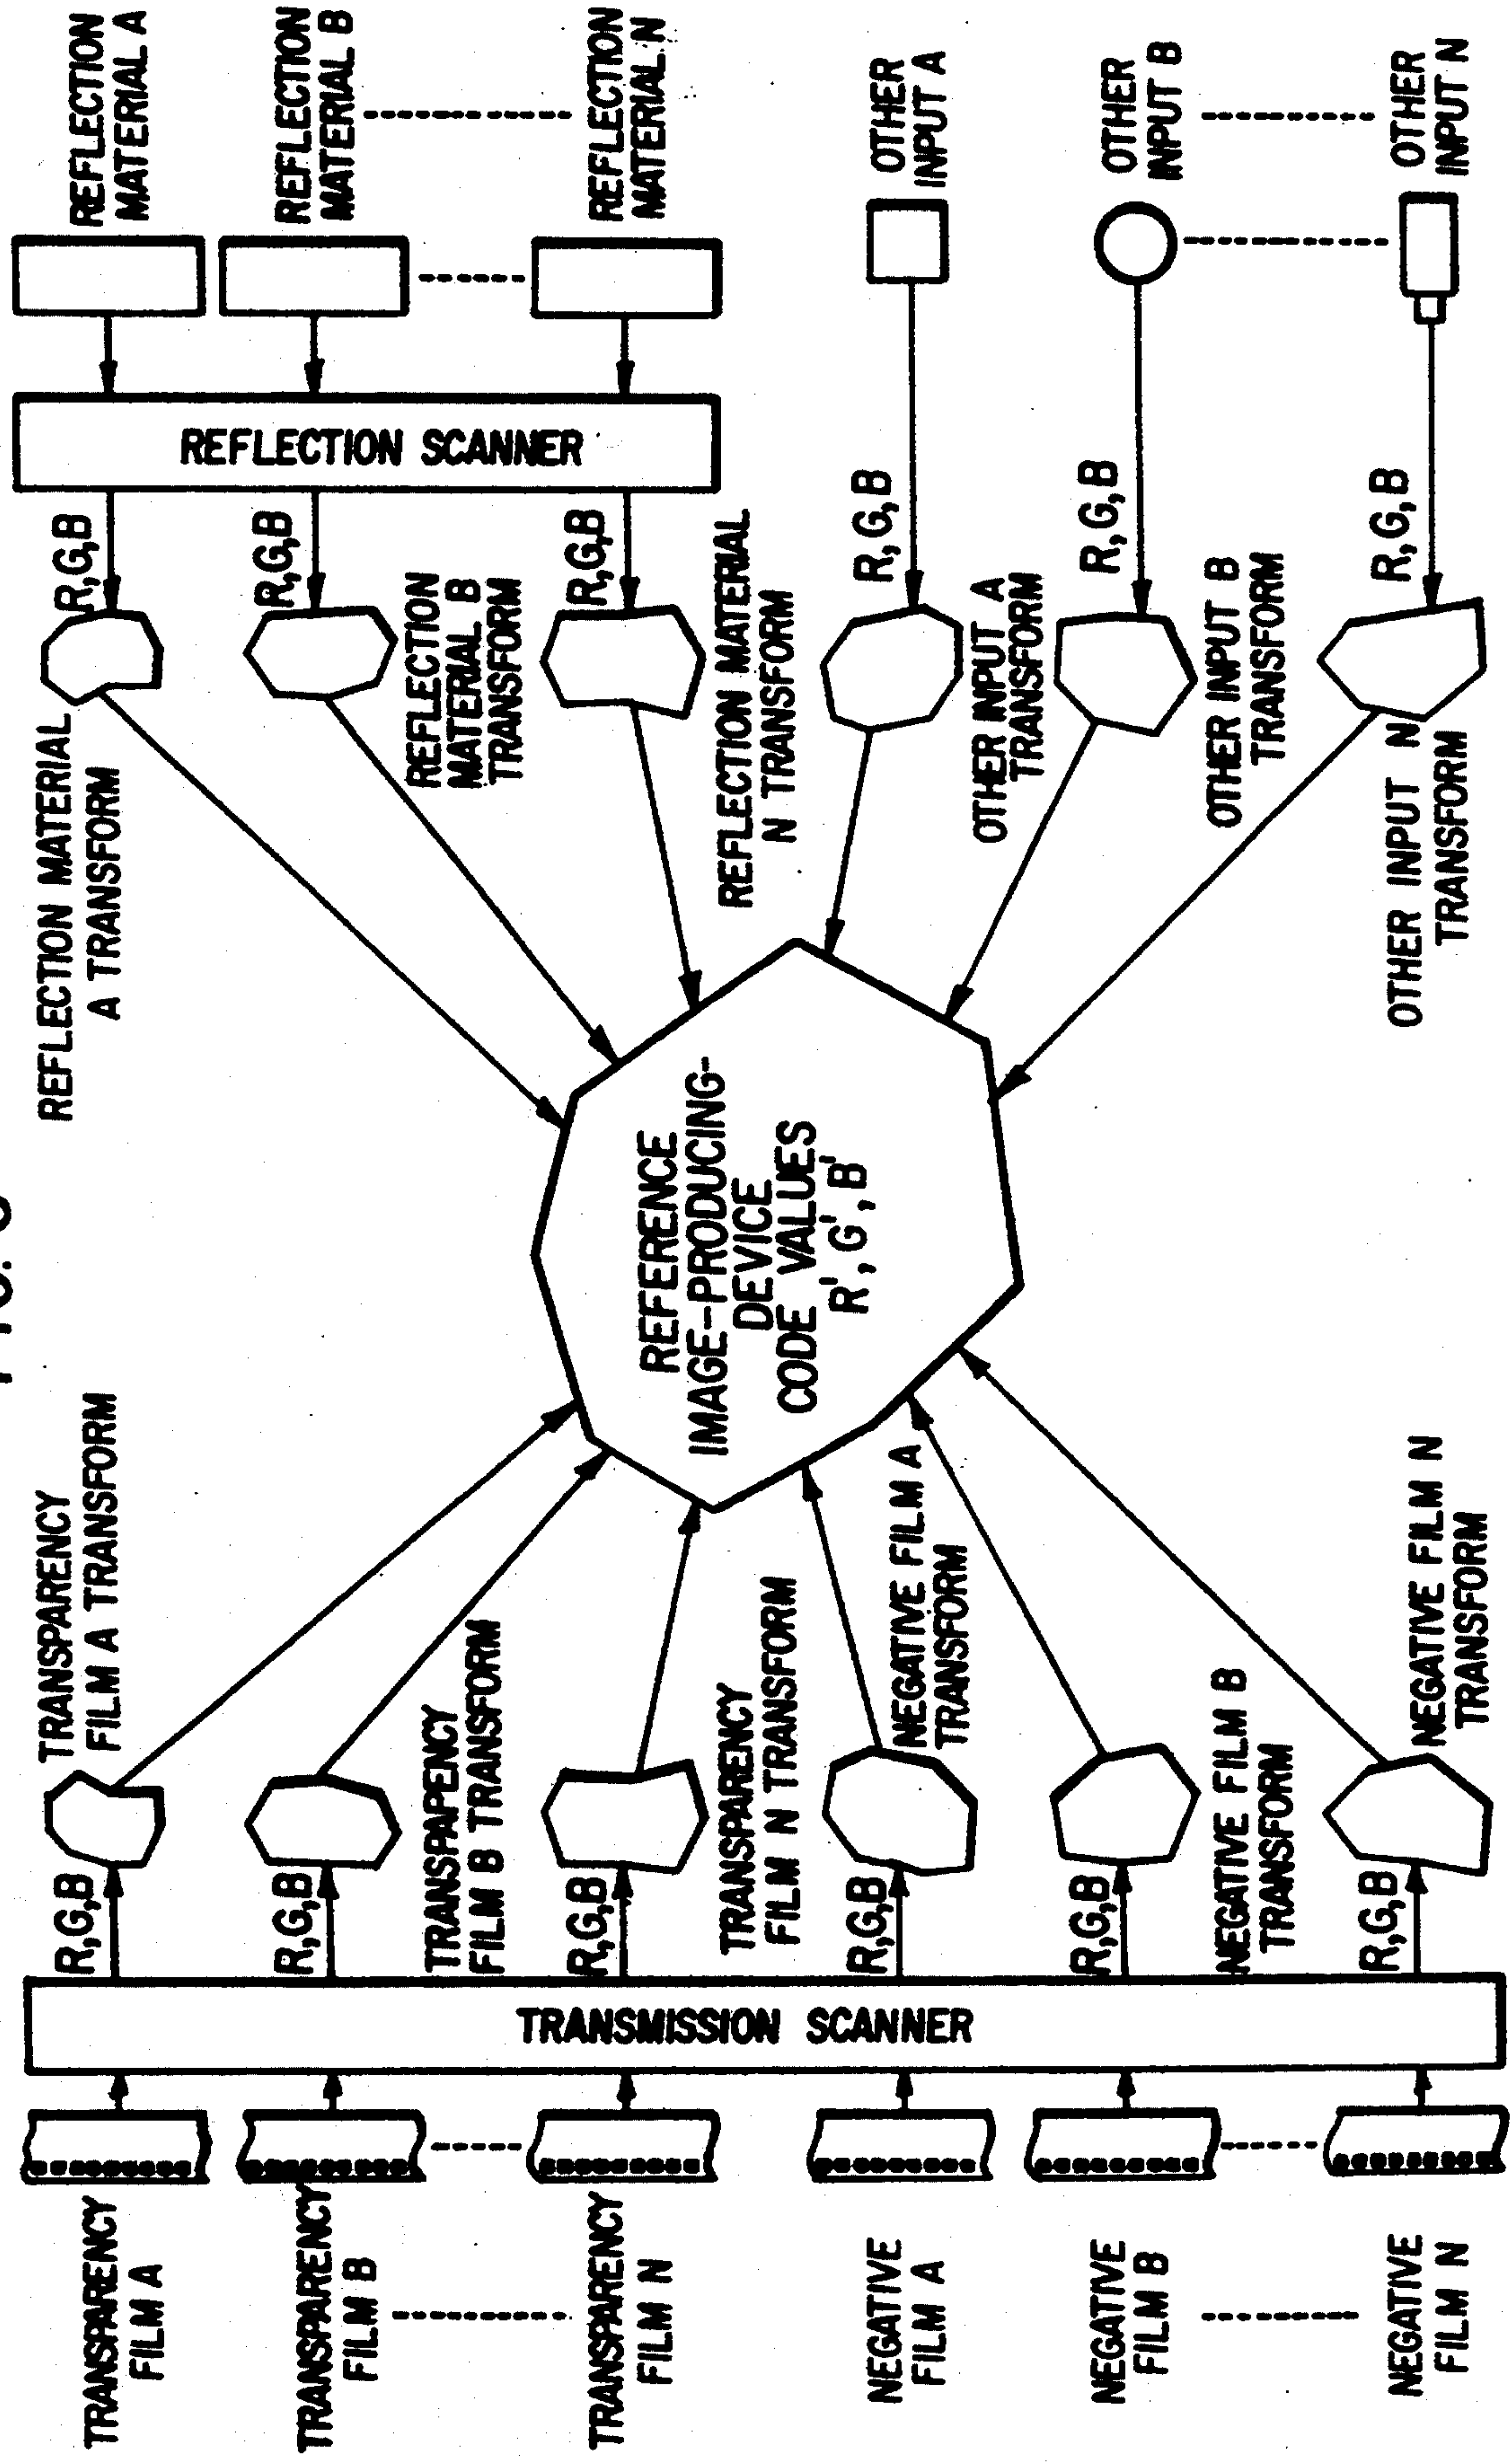 TRANSPARENCY
FILM A
TRANSPARENCY
FILM B
TRANSPARENCY
FILM N
NEGATIVE
FILM A
NEGATIVE
FILM B
NEGATIVE
FILM N
TRANSMISSION SCANNER
R,G,B
R,G,B
R,G,B
R,G,B
R,G,B
R,G,B
TRANSPARENCY
FILM A TRANSFORM
TRANSPAPENCY
FILM B TRANSFORM
TRANSPARENCY
FILM N TRANSFORM
NEGATIVE FILM A
TRANSFORM
NEGATIVE FILM B
TRANSFORM
NEGATIVE FILM N
TRANSFORM
REFERENCE
IMAGE-PRODUCING-
DEVICE
CODE VALUES
R', G', B'
REFLECTION MATERIAL
A TRANSFORM
REFLECTION
MATERIAL B
TRANSFORM
REFLECTION MATERIAL
N TRANSFORM
OTHER INPUT A
TRANSFORM
OTHER INPUT B
TRANSFORM
OTHER INPUT N
TRANSFORM
R,G,B
R,G,B
R,G,B
R,G,B
R,G,B
R,G,B
REFLECTION SCANNER
REFLECTION
MATERIAL A
REFLECTION
MATERIAL B
REFLECTION
MATERIAL N
OTHER
INPUT A
OTHER
INPUT B
OTHER
INPUT N